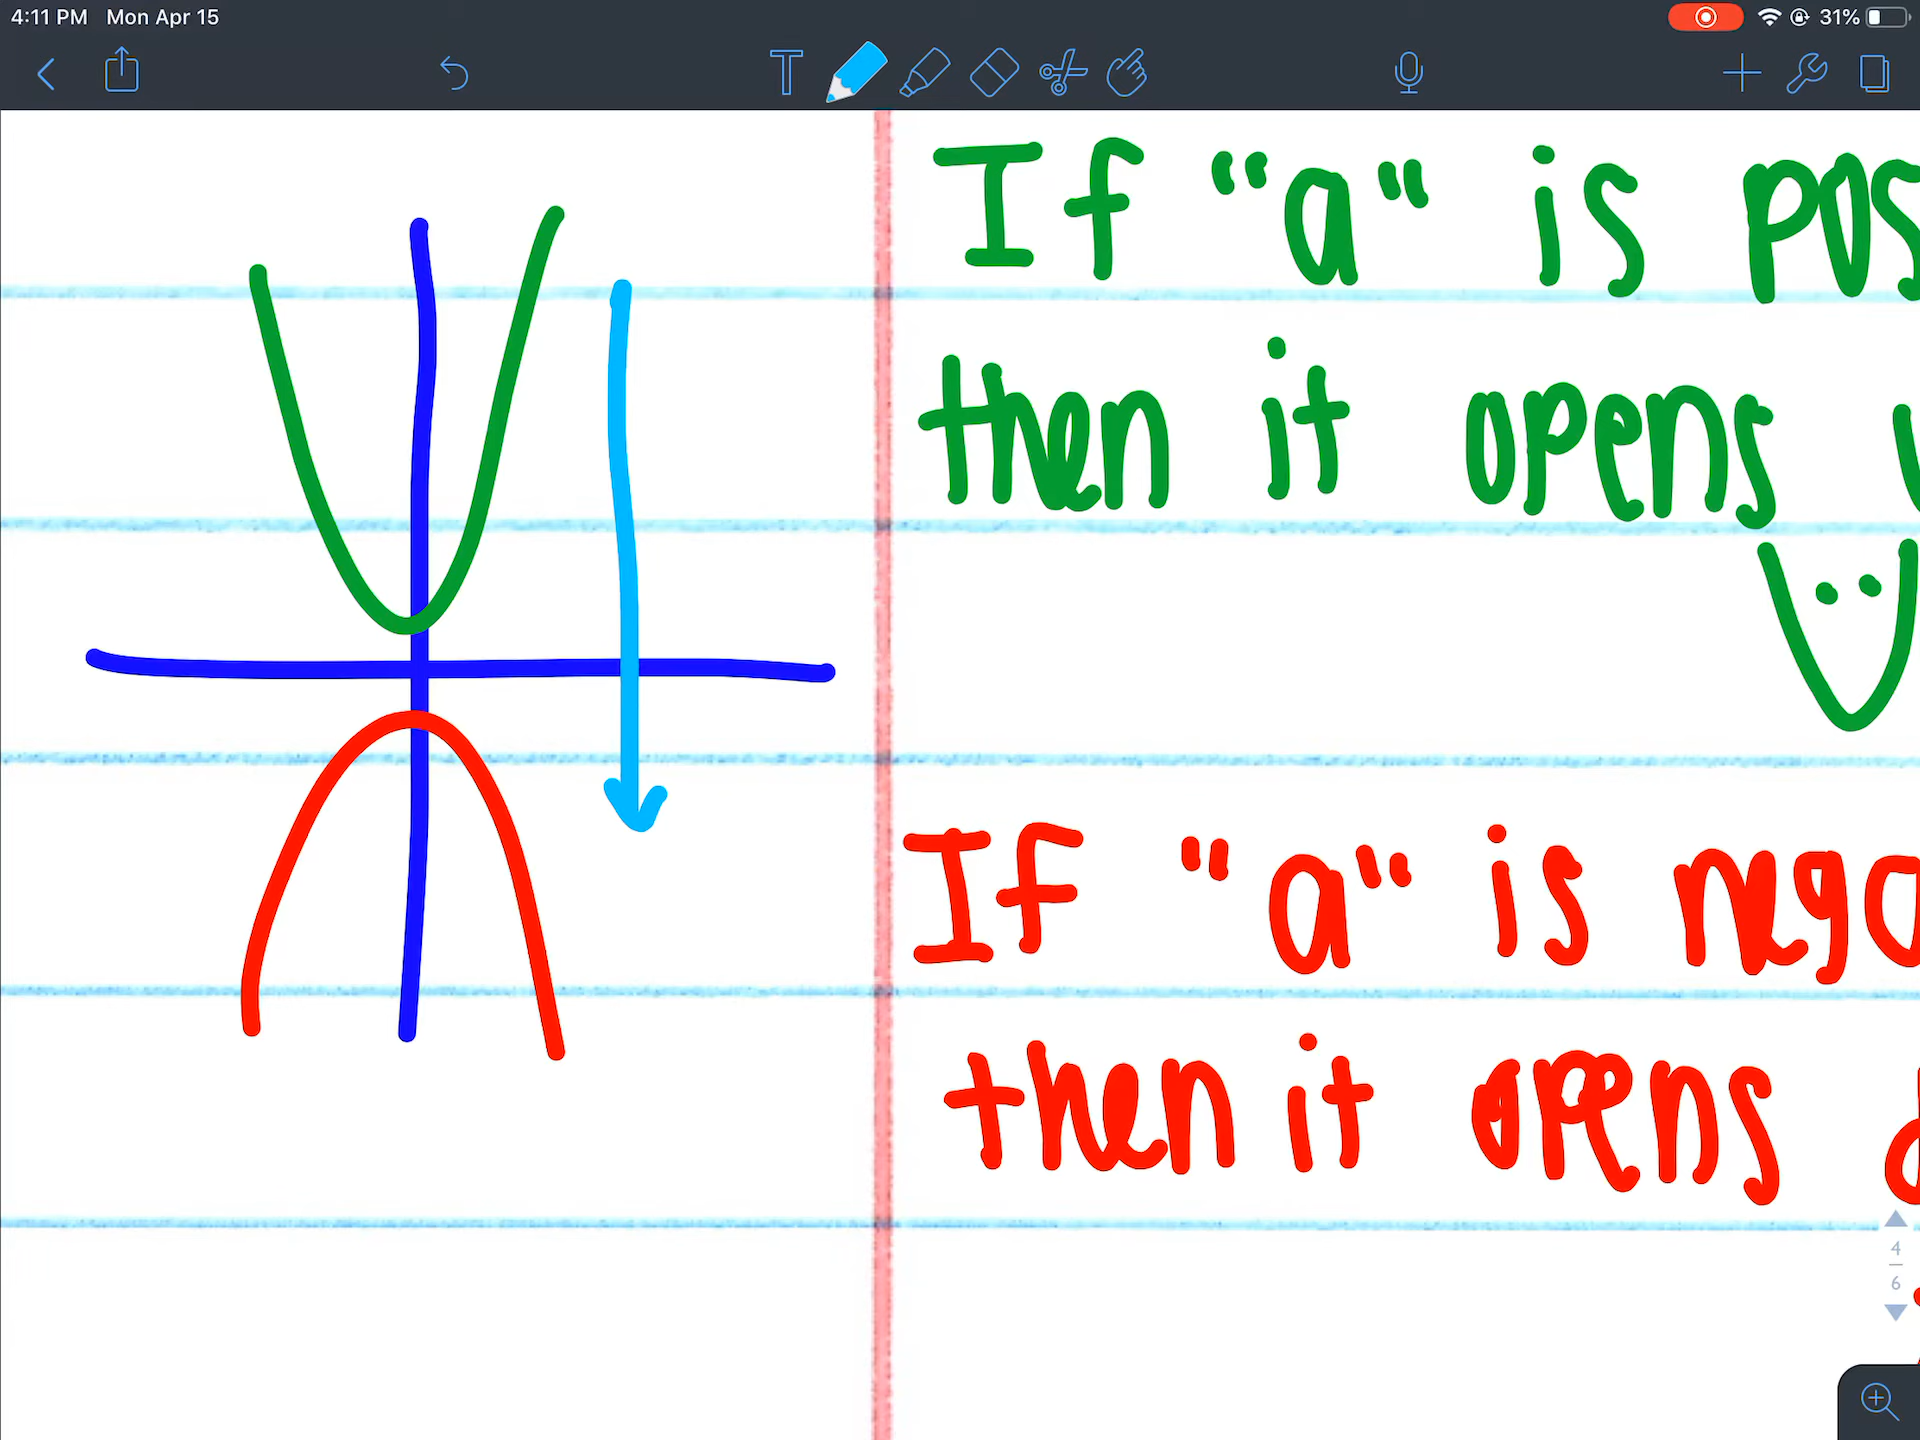 4:11 PM Mon Apr 15
31%
T
If "a" is pos
then it opens
If "a" is nega
then it opens d
4
6